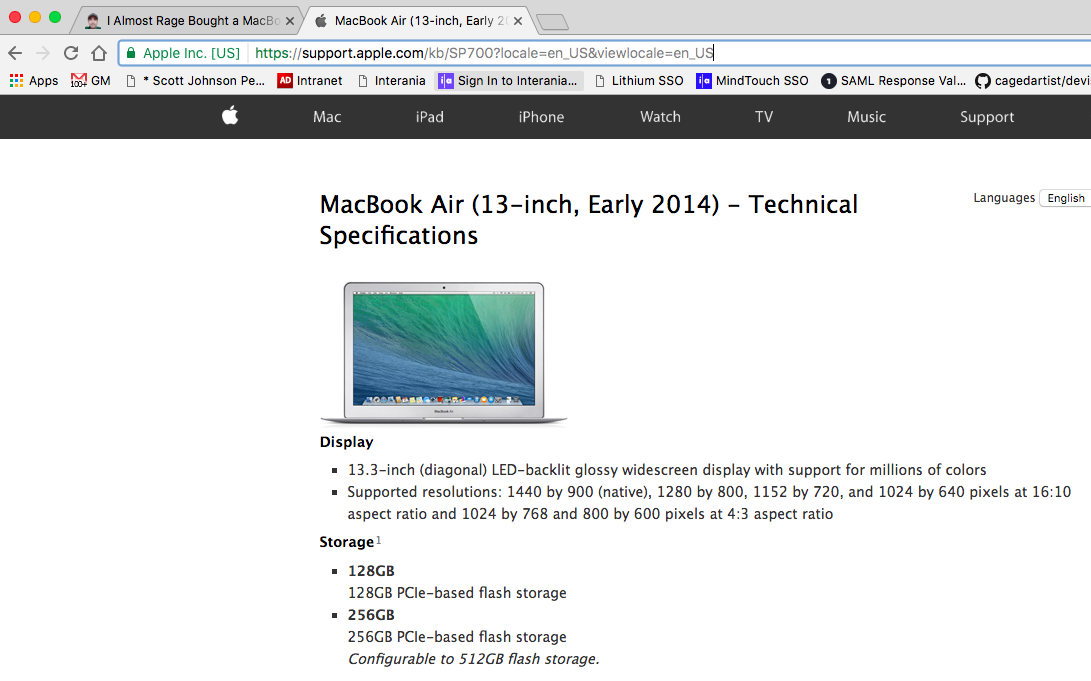 I Almost Rage Bought a MacBo
MacBook Air (13-inch, Early 20
Apple Inc. [US]
https://support.apple.com/kb/SP700?locale=en_US&viewlocale=en_US
Apps
100+
GM
* Scott Johnson Pe...
AD
Intranet
Interania
Sign In to Interania...
Lithium SSO
MindTouch SSO
SAML Response Val...
cagedartist/devi
Mac
iPad
iPhone
Watch
TV
Music
Support
MacBook Air (13-inch, Early 2014) - Technical
Specifications
Languages
English
MacBook Air
Display
13.3-inch (diagonal) LED-backlit glossy widescreen display with support for millions of colors
Supported resolutions: 1440 by 900 (native), 1280 by 800, 1152 by 720, and 1024 by 640 pixels at 16:10
aspect ratio and 1024 by 768 and 800 by 600 pixels at 4:3 aspect ratio
Storage1
128GB
128GB PCIe-based flash storage
256GB
256GB PCIe-based flash storage
Configurable to 512GB flash storage.